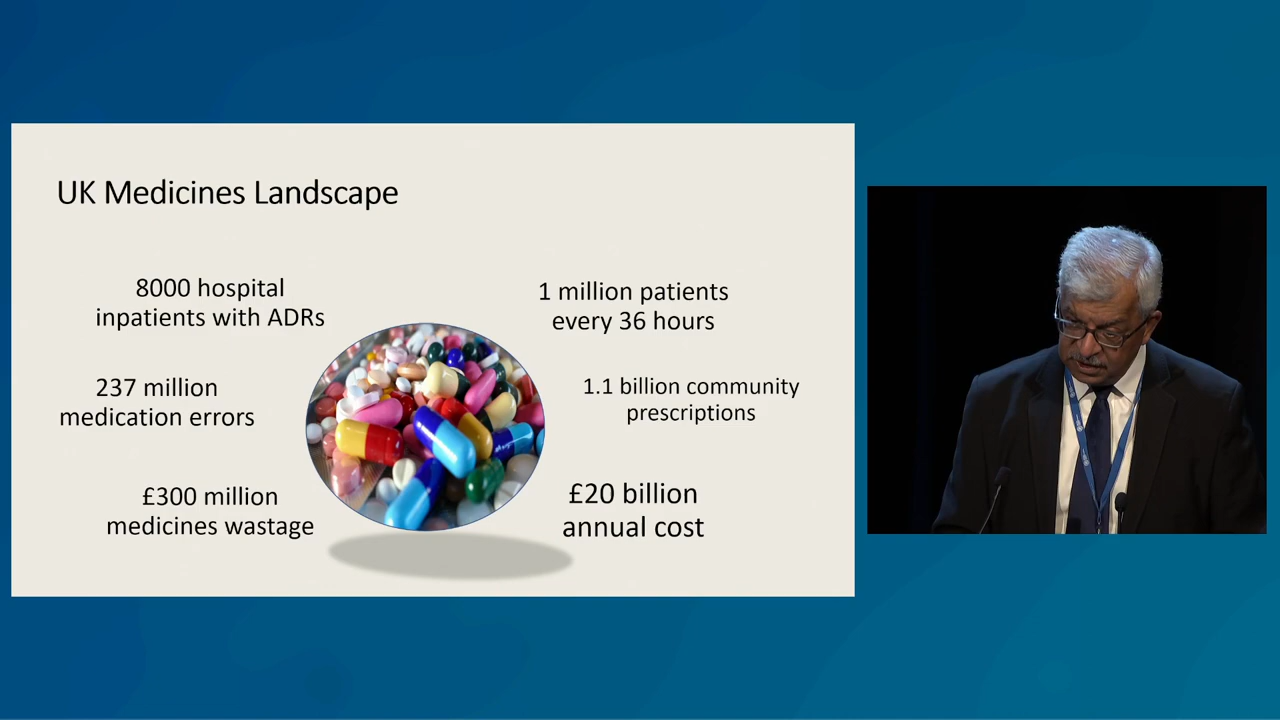 UK Medicines Landscape
8000 hospital
inpatients with ADRs
1 million patients
every 36 hours
237 million
medication errors
1.1 billion community
prescriptions
£300 million
medicines wastage
£20 billion
annual cost